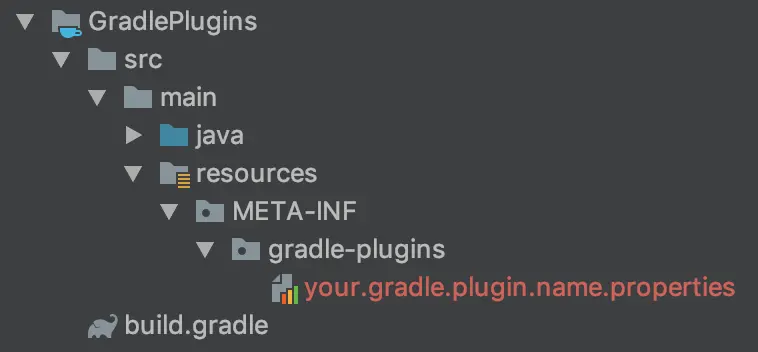 GradlePlugins
src
main
java
resources
META-INF
gradle-plugins
your.gradle.plugin.name.properties
build.gradle